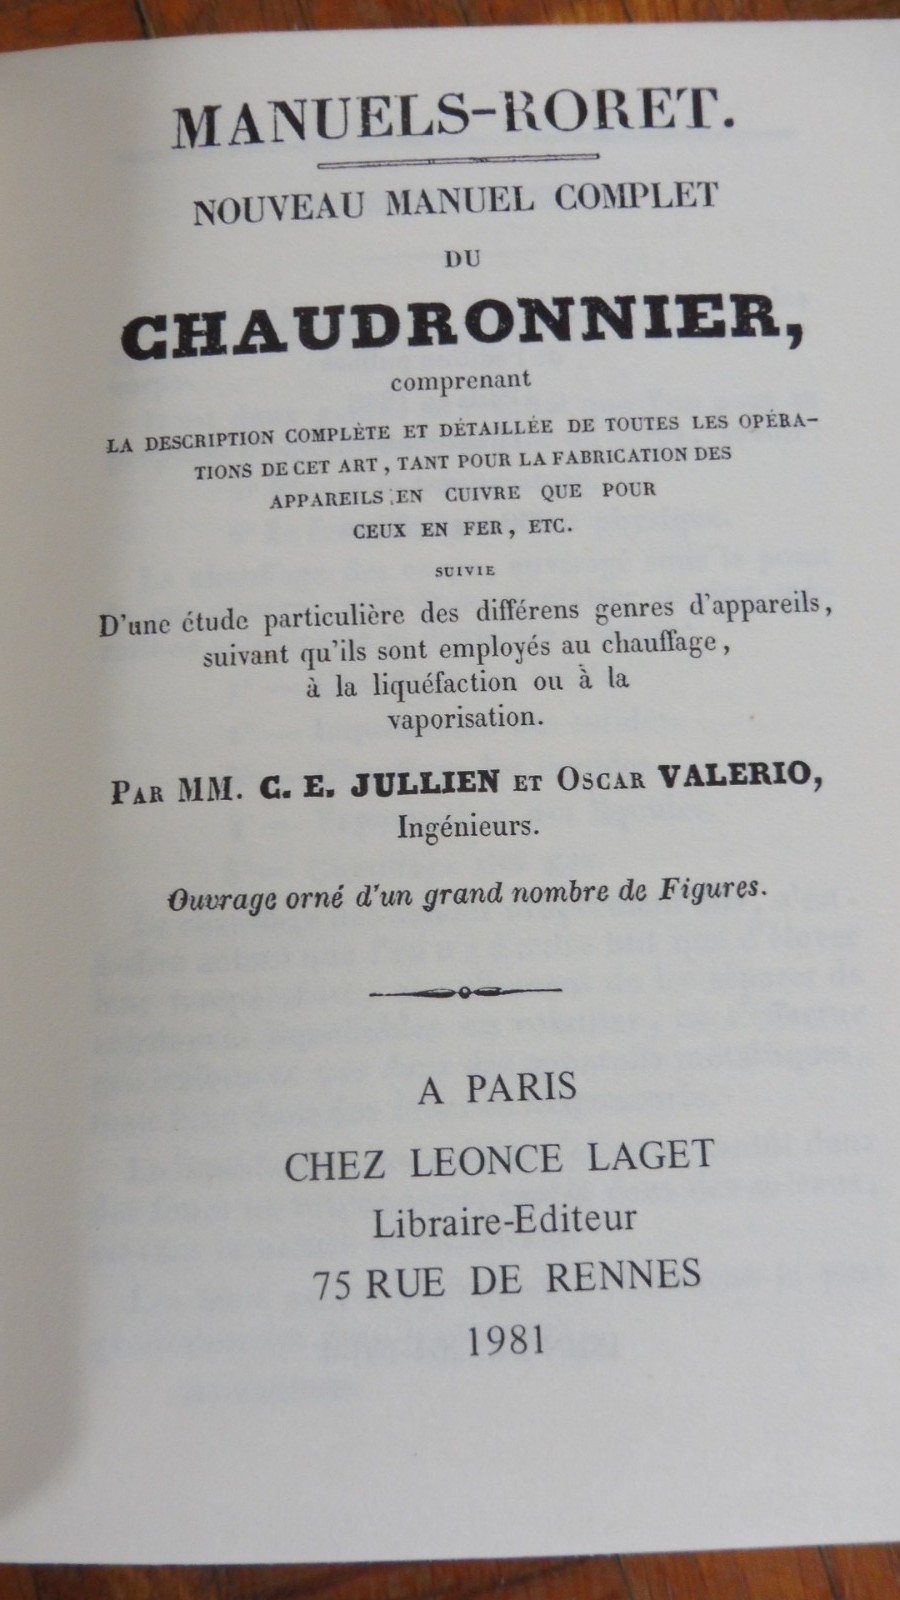 MANUELS-RORET.
NOUVEAU MANUEL COMPLET
DU
CHAUDRONNIER,
comprenant
LA DESCRIPTION COMPLÈTE ET DÉTAILLÉE DE TOUTES LES OPÉRA-
TIONS DE CET ART, TANT POUR LA FABRICATION DES
APPAREILS EN CUIVRE QUE POUR
CEUX EN FER, ETC.
SUIVIE
D'une étude particulière des différens genres d'appareils,
suivant qu'ils sont employés au chauffage,
à la liquéfaction ou à la
vaporisation.
PAR MM. C. E. JULLIEN ET OSCAR VALERIO,
Ingénieurs.
Ouvrage orné d'un grand nombre de Figures.
A PARIS
CHEZ LEONCE LAGET
Libraire-Editeur
75 RUE DE RENNES
1981